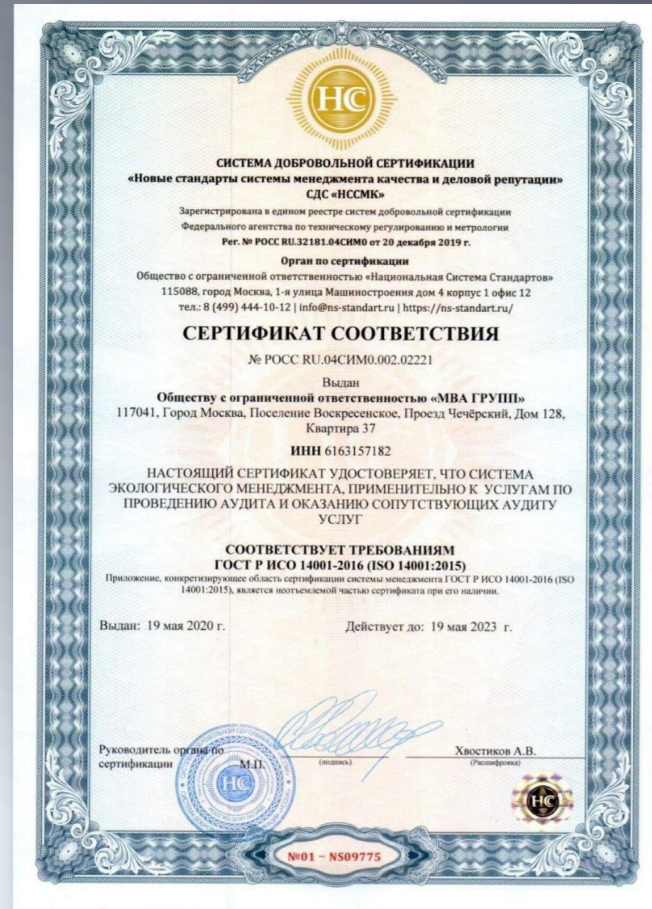 НС
СИСТЕМА ДОБРОВОЛЬНОЙ СЕРТИФИКАЦИИ
«Новые стандарты системы менеджмента качества и деловой репутации»
СДС «НССМК»
Зарегистрирована в едином реестре систем добровольной сертификации
Федерального агентства по техническому регулированию и метрологии
Рег. № РОСС RU.32181.04СИМ0 от 20 декабря 2019 г.
Орган по сертификации
Общество с ограниченной ответственностью «Национальная Система Стандартов»
115088, город Москва, 1-я улица Машиностроения дом 4 корпус 1 офис 12
тел.: 8 (499) 444-10-12 | info@ns-standart.ru | https://ns-standart.ru/
СЕРТИФИКАТ СООТВЕТСТВИЯ
№ РОСС RU.04СИМ0.002.02221
Выдан
Обществу с ограниченной ответственностью «МВА ГРУПП»
117041, Город Москва, Поселение Воскресенское, Проезд Чечёрский, Дом 128,
Квартира 37
ИНН 6163157182
НАСТОЯЩИЙ СЕРТИФИКАТ УДОСТОВЕРЯЕТ, ЧТО СИСТЕМА
ЭКОЛОГИЧЕСКОГО МЕНЕДЖМЕНТА, ПРИМЕНИТЕЛЬНО К УСЛУГАМ ПО
ПРОВЕДЕНИЮ АУДИТА И ОКАЗАНИЮ СОПУТСТВУЮЩИХ АУДИТУ
УСЛУГ
СООТВЕТСТВУЕТ ТРЕБОВАНИЯМ
ГОСТ Р ИСО 14001-2016 (ISO 14001:2015)
Приложение, конкретизирующее область сертификации системы менеджмента ГОСТ Р ИСО 14001-2016 (ISO
14001:2015), является неотъемлемой частью сертификата при его наличии.
Выдан: 19 мая 2020 г. Действует до: 19 мая 2023 г.
Руководитель органа по
сертификации М.П. (подпись) Хвостиков А.В.
(Расшифровка)
НС
НС
№01 – NS09775